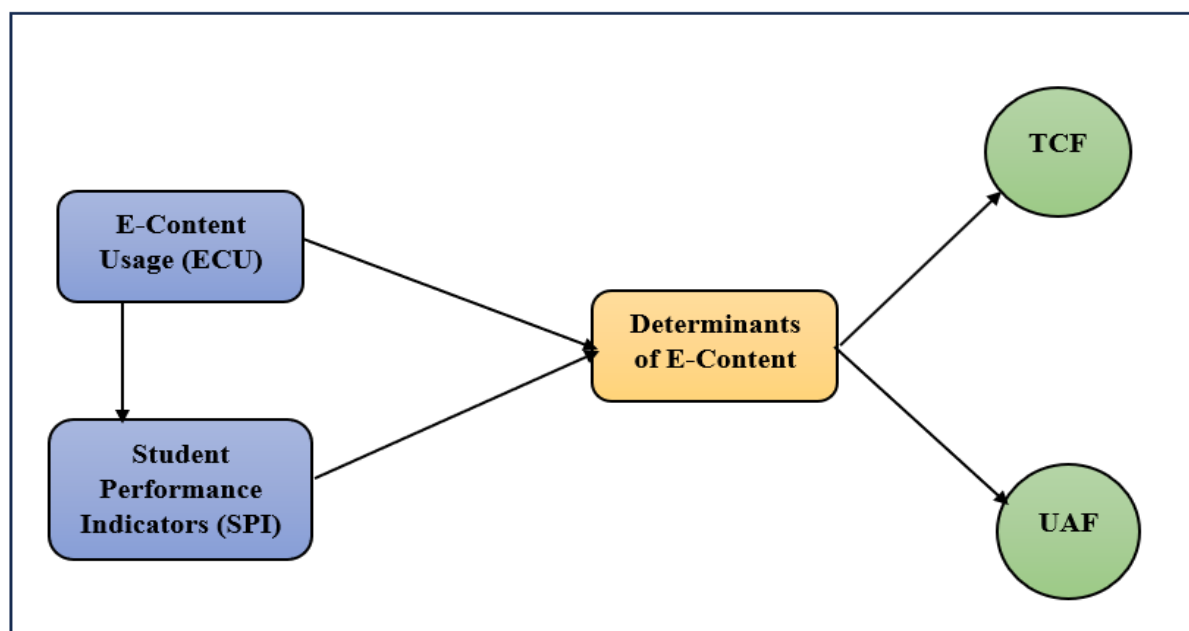 E-Content
Usage (ECU)
Student
Performance
Indicators (SPI)
Determinants
of E-Content
TCF
UAF